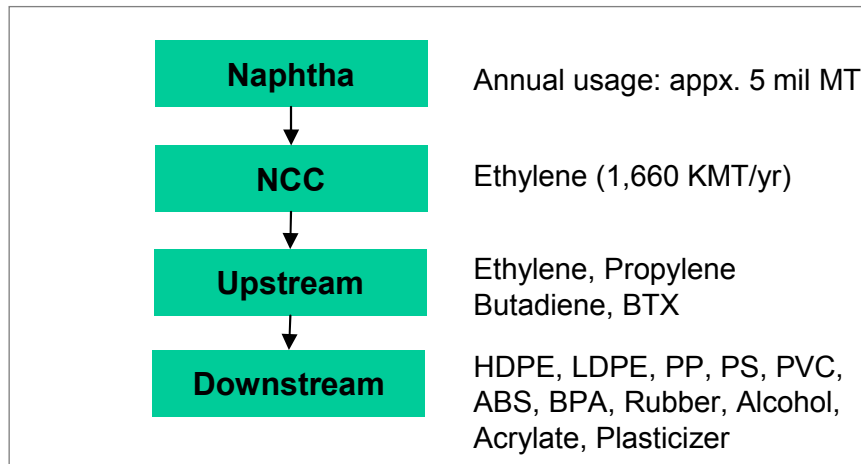 Naphtha
Annual usage: appx. 5 mil MT
NCC
Ethylene (1,660 KMT/yr)
Upstream
Ethylene, Propylene
Butadiene, BTX
Downstream
HDPE, LDPE, PP, PS, PVC,
ABS, BPA, Rubber, Alcohol,
Acrylate, Plasticizer